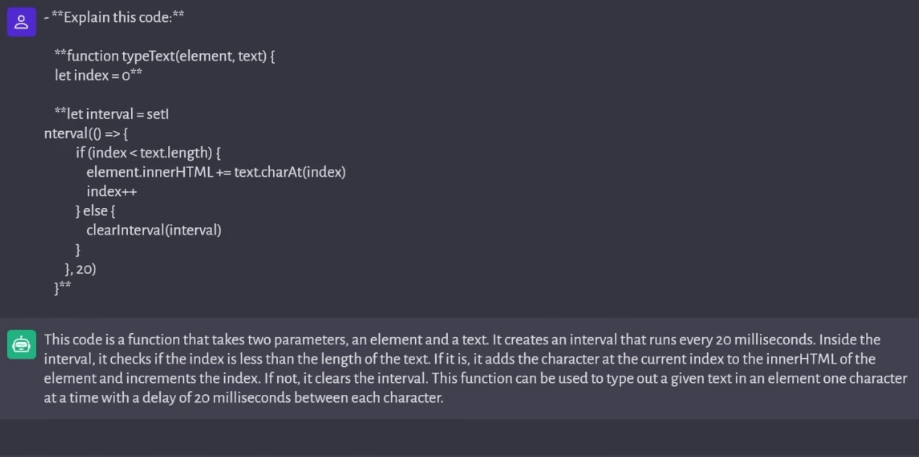 - **Explain this code:**
**function typeText(element, text) {
let index = 0**
**let interval = setI
nterval(() => {
if (index < text.length) {
element.innerHTML += text.charAt(index)
index++
} else {
clearInterval(interval)
}
}, 20)
}**
This code is a function that takes two parameters, an element and a text. It creates an interval that runs every 20 milliseconds. Inside the
interval, it checks if the index is less than the length of the text. If it is, it adds the character at the current index to the innerHTML of the
element and increments the index. If not, it clears the interval. This function can be used to type out a given text in an element one character
at a time with a delay of 20 milliseconds between each character.